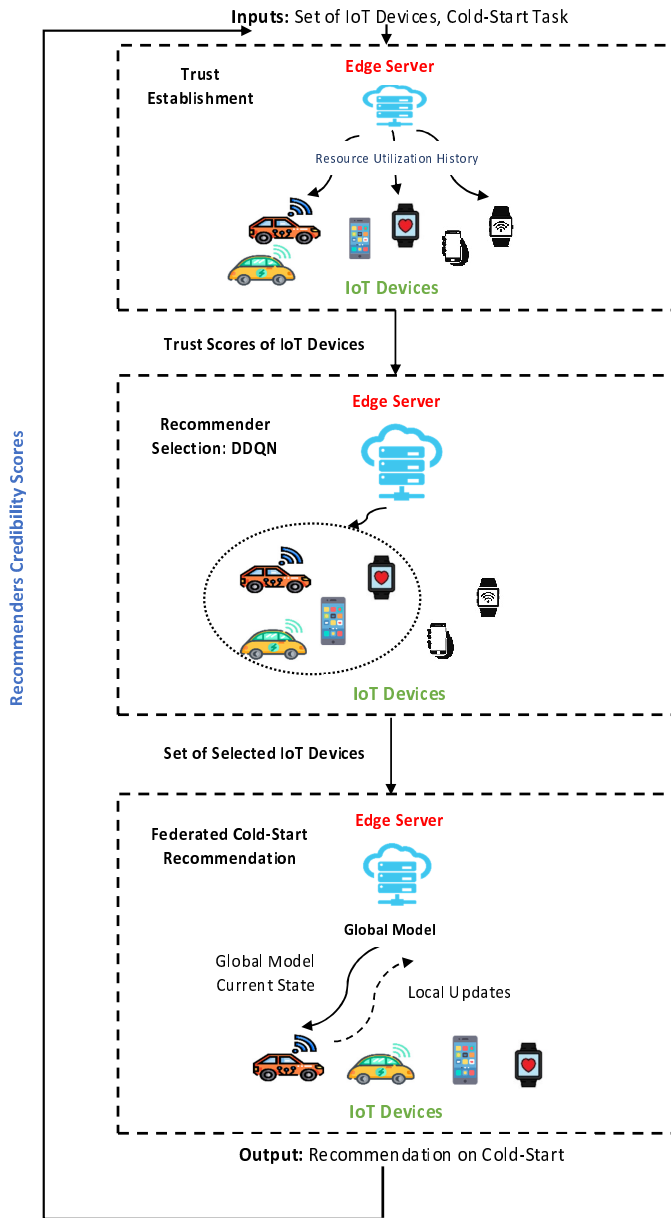 Inputs: Set of IoT Devices, Cold-Start Task
Trust
Establishment
Edge Server
Resource Utilization History
IoT Devices
Trust Scores of IoT Devices
Recommender
Selection: DDQN
Edge Server
IoT Devices
Set of Selected IoT Devices
Federated Cold-Start
Recommendation
Edge Server
Global Model
Global Model
Current State
Local Updates
IoT Devices
Output: Recommendation on Cold-Start
Recommenders Credibility Scores